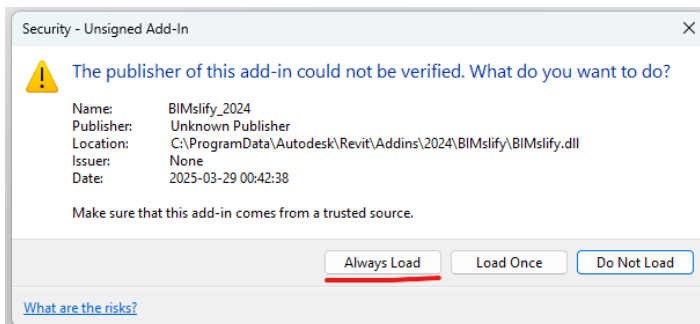 Security - Unsigned Add-In
The publisher of this add-in could not be verified. What do you want to do?
Name: BIMslify_2024
Publisher: Unknown Publisher
Location: C:\ProgramData\Autodesk\Revit\Addins\2024\BIMslify\BIMslify.dll
Issuer: None
Date: 2025-03-29 00:42:38
Make sure that this add-in comes from a trusted source.
Always Load Load Once Do Not Load
What are the risks?